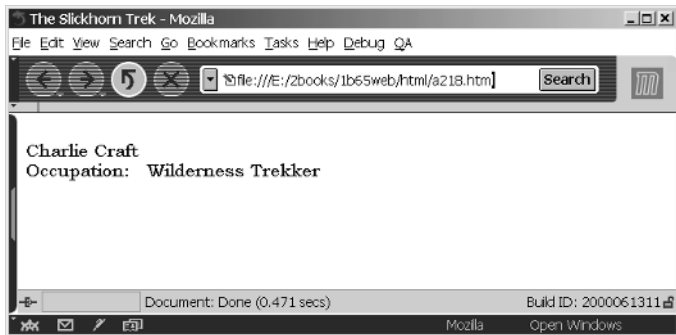 The Slickhorn Trek - Mozilla
File Edit View Search Go Bookmarks Tasks Help Debug QA
file:///E:/2books/1b65web/html/a218.htm Search
Charlie Craft
Occupation: Wilderness Trekker
Document: Done (0.471 secs) Build ID: 2000061311
Mozilla Open Windows